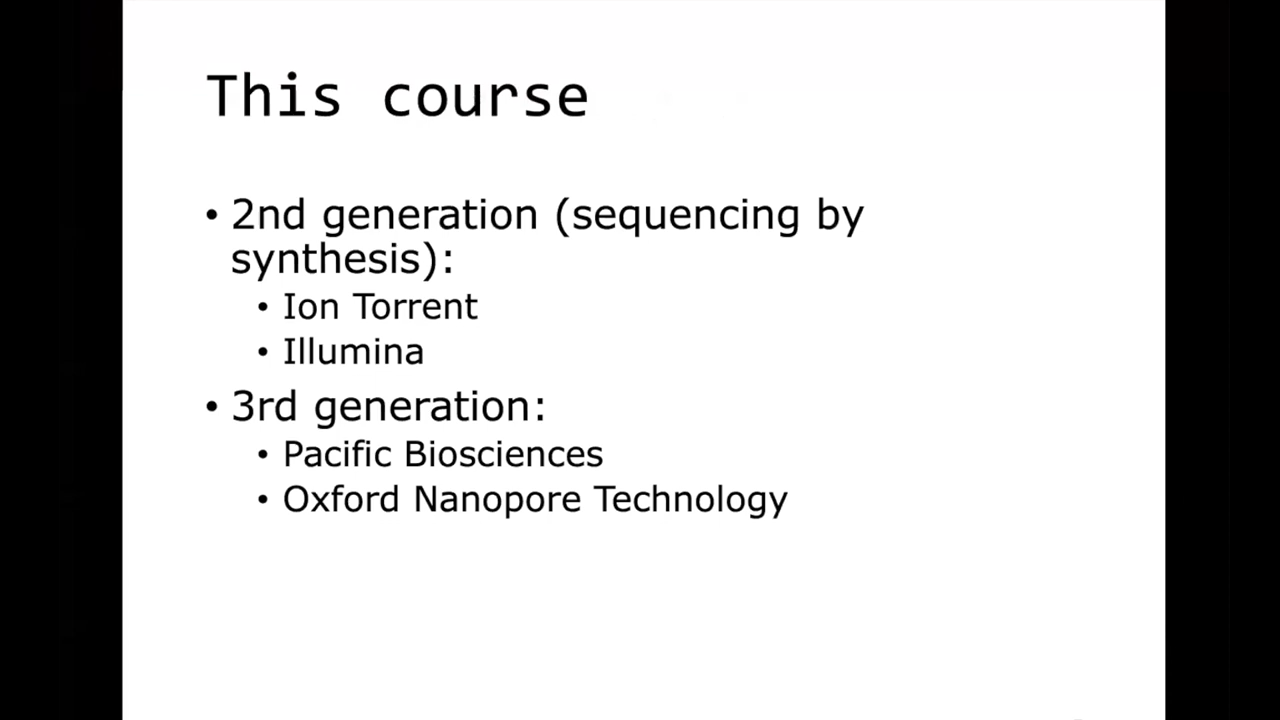 This course
• 2nd generation (sequencing by
synthesis):
• Ion Torrent
• Illumina
• 3rd generation:
• Pacific Biosciences
• Oxford Nanopore Technology